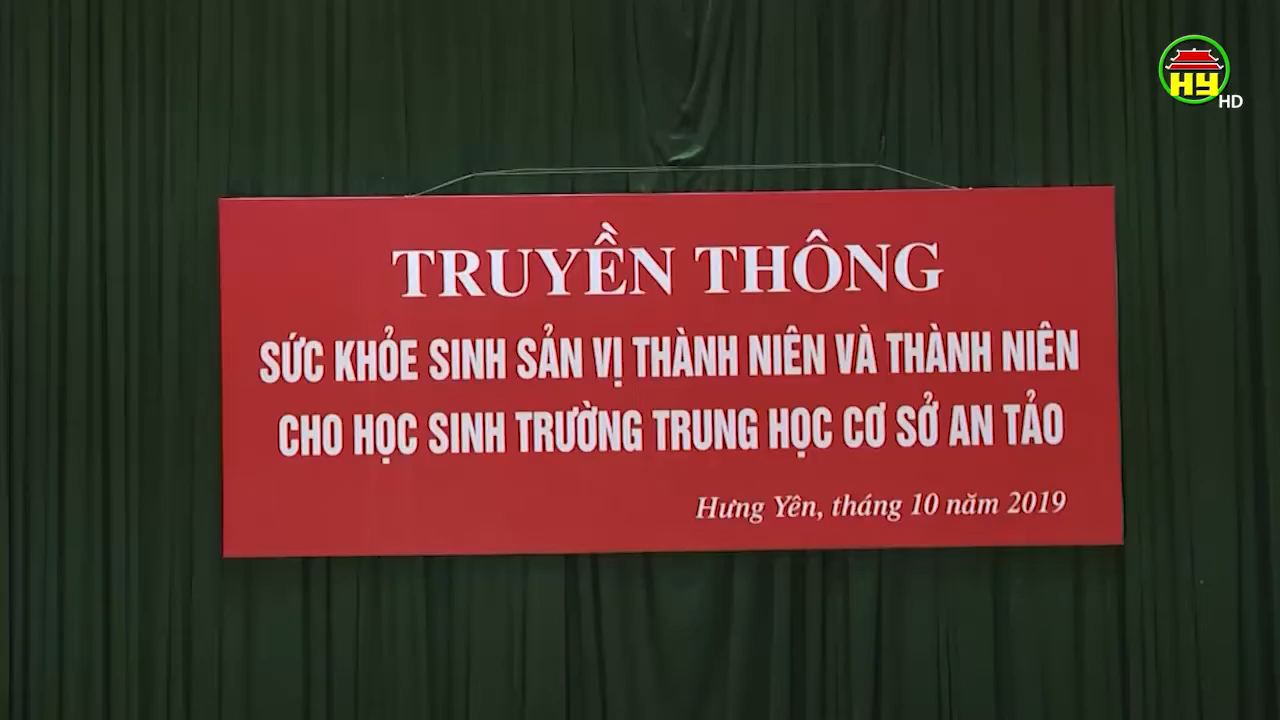 HY HD
TRUYỀN THÔNG
SỨC KHỎE SINH SẢN VỊ THÀNH NIÊN VÀ THÀNH NIÊN
CHO HỌC SINH TRƯỜNG TRUNG HỌC CƠ SỞ AN TẢO
Hưng Yên, tháng 10 năm 2019